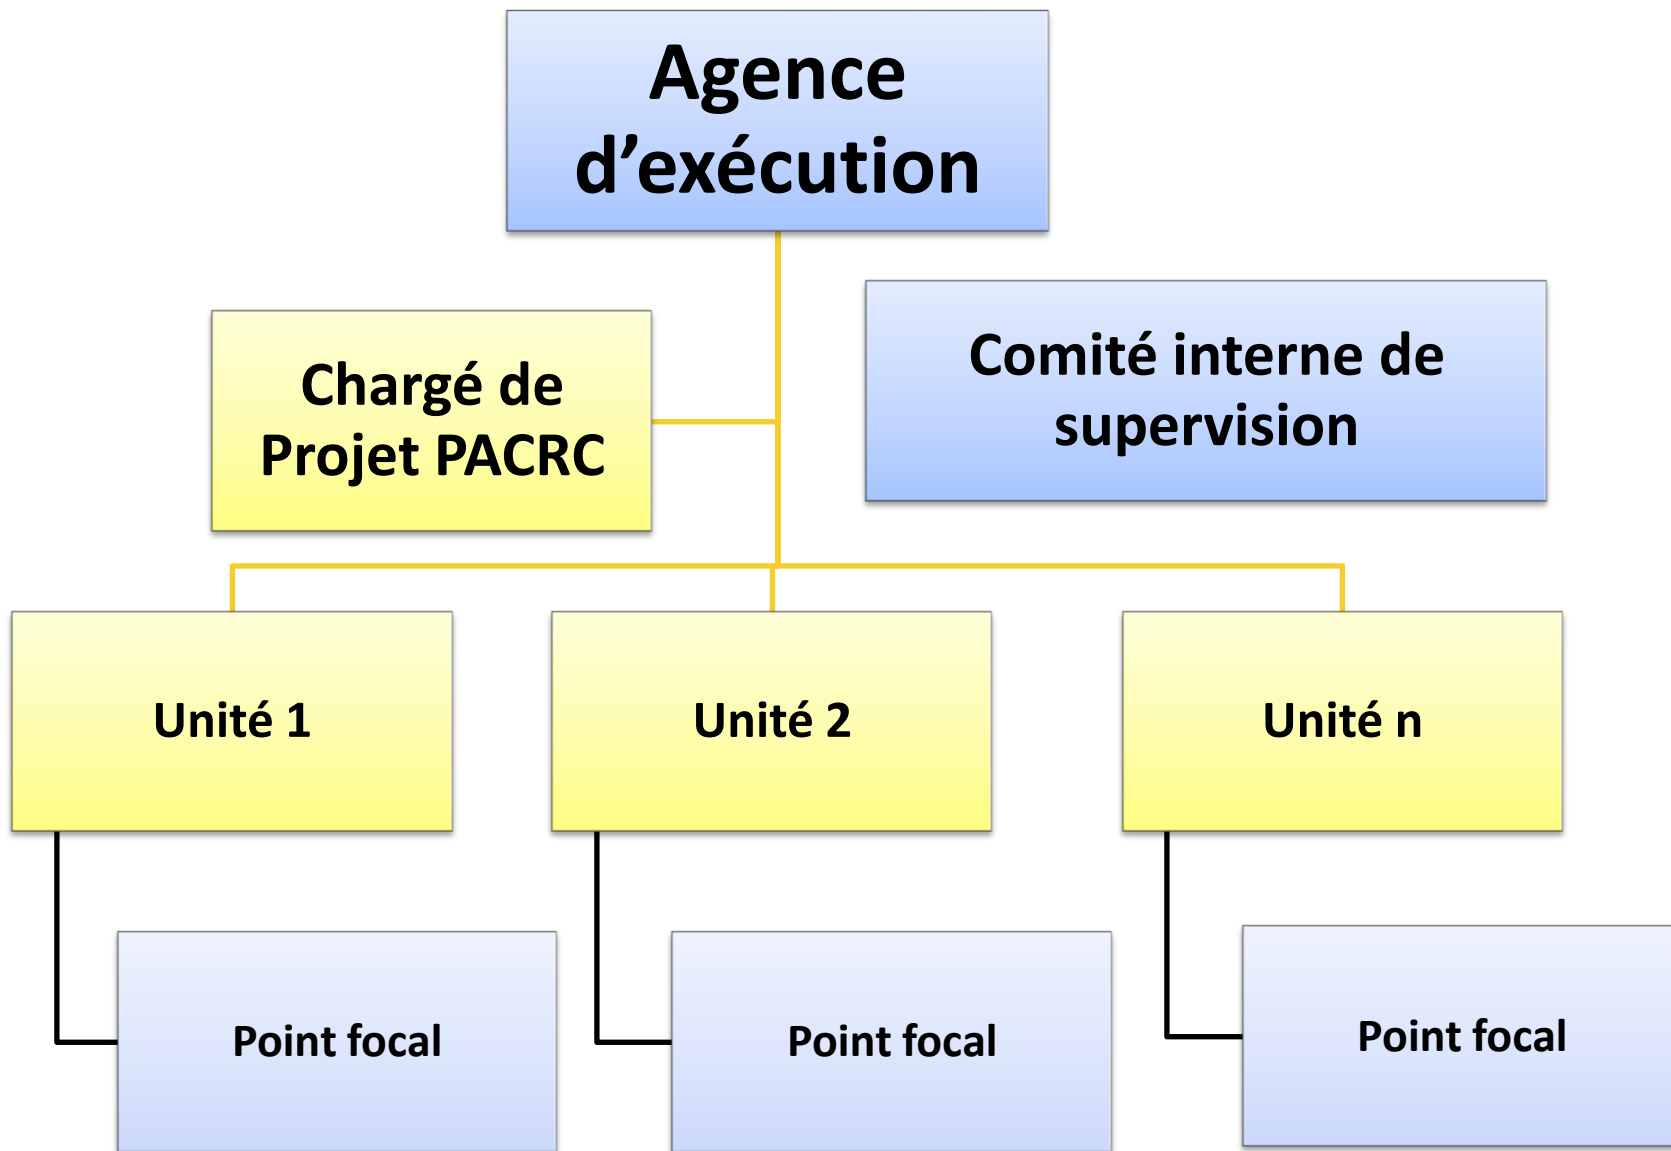 Agence
d’exécution
Chargé de
Projet PACRC
Comité interne de
supervision
Unité 1
Unité 2
Unité n
Point focal
Point focal
Point focal